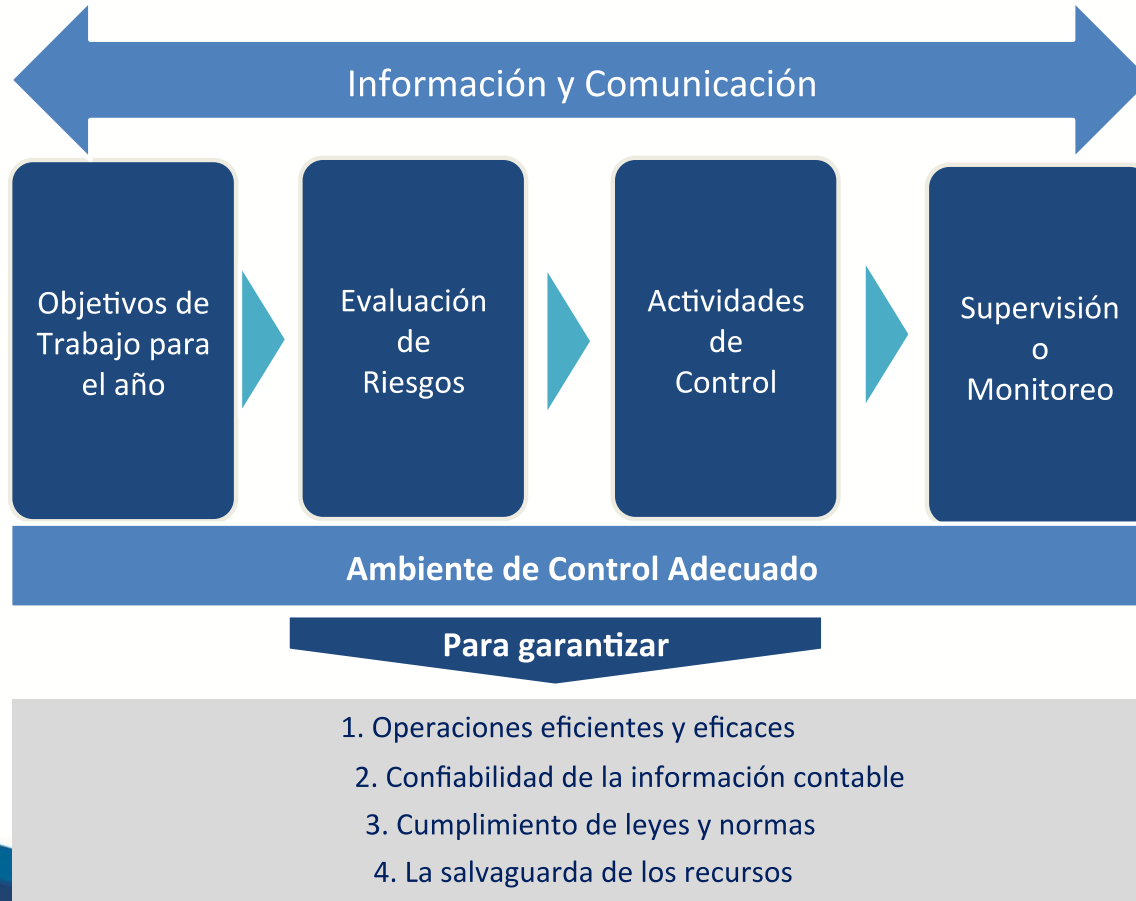 Información y Comunicación
Objetivos de
Trabajo para
el año
Evaluación
de
Riesgos
Actividades
de
Control
Supervisión
o
Monitoreo
Ambiente de Control Adecuado
Para garantizar
1. Operaciones eficientes y eficaces
2. Confiabilidad de la información contable
3. Cumplimiento de leyes y normas
4. La salvaguarda de los recursos